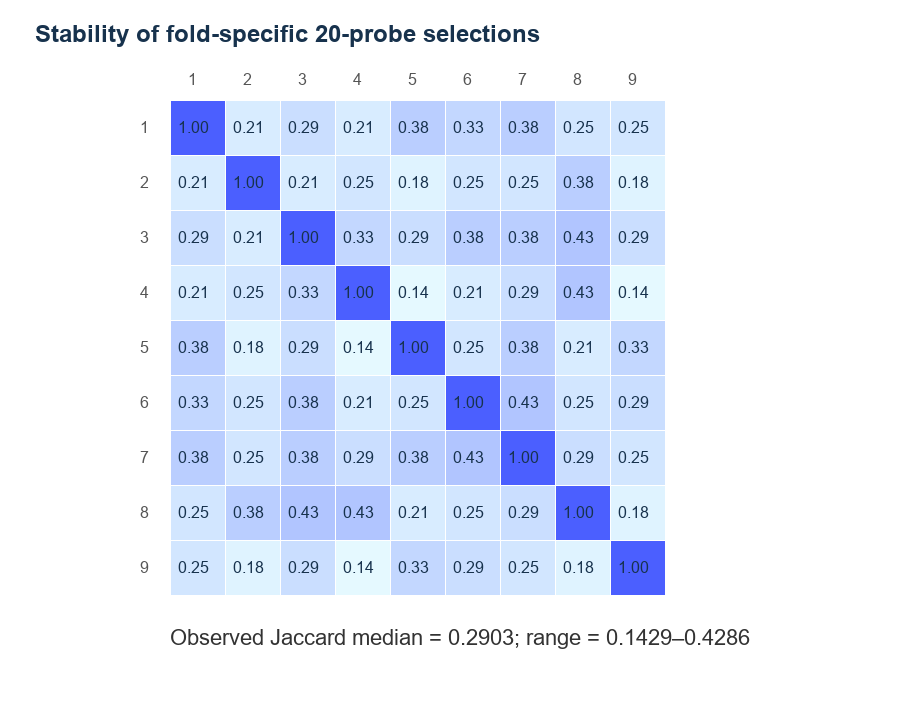 Stability of fold-specific 20-probe selections
1 2 3 4 5 6 7 8 9
1 1.00 0.21 0.29 0.21 0.38 0.33 0.38 0.25 0.25
2 0.21 1.00 0.21 0.25 0.18 0.25 0.25 0.38 0.18
3 0.29 0.21 1.00 0.33 0.29 0.38 0.38 0.43 0.29
4 0.21 0.25 0.33 1.00 0.14 0.21 0.29 0.43 0.14
5 0.38 0.18 0.29 0.14 1.00 0.25 0.38 0.21 0.33
6 0.33 0.25 0.38 0.21 0.25 1.00 0.43 0.25 0.29
7 0.38 0.25 0.38 0.29 0.38 0.43 1.00 0.29 0.25
8 0.25 0.38 0.43 0.43 0.21 0.25 0.29 1.00 0.18
9 0.25 0.18 0.29 0.14 0.33 0.29 0.25 0.18 1.00
Observed Jaccard median = 0.2903; range = 0.1429–0.4286